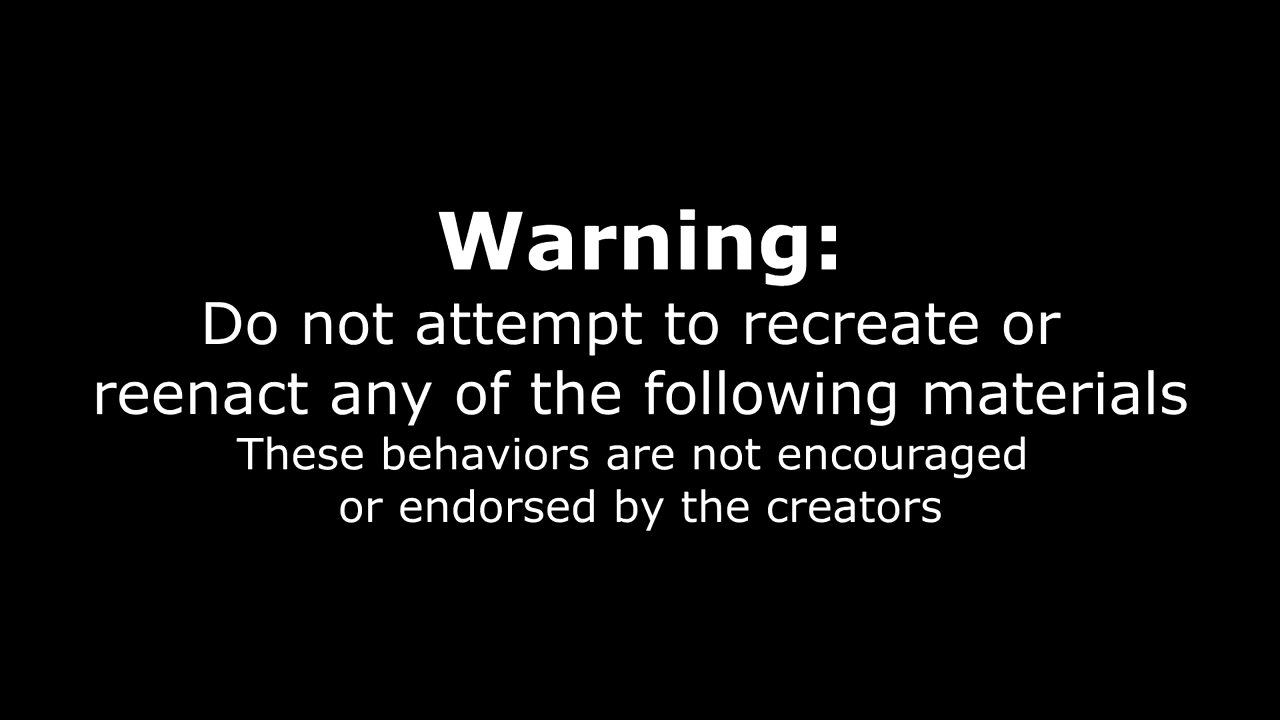 Warning:
Do not attempt to recreate or
reenact any of the following materials
These behaviors are not encouraged
or endorsed by the creators